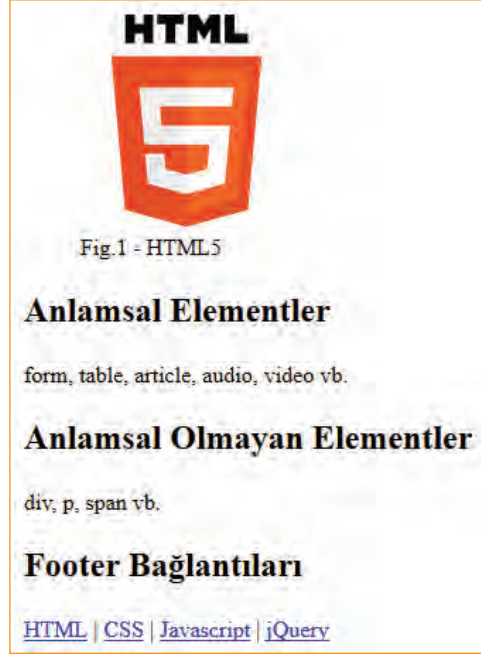 HTML
5
Fig.1 - HTML5
Anlamsal Elementler
form, table, article, audio, video vb.
Anlamsal Olmayan Elementler
div, p, span vb.
Footer Bağlantıları
HTML | CSS | Javascript | jQuery